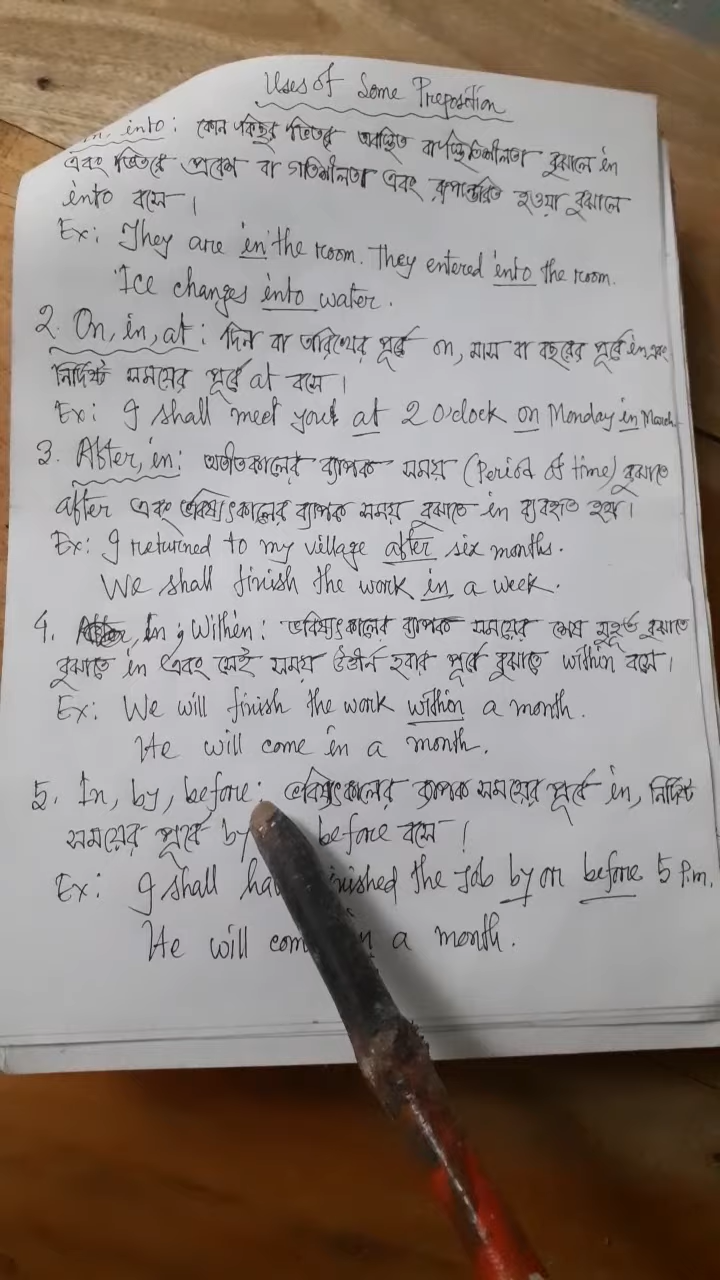 Uses of Some Preposition
in, into: কোন কিছুর ভিতরে অবস্থিত বা স্থিতিশীলতা বুঝালে in
এবং ভিতরে প্রবেশ বা গতিশীলতা এবং রূপান্তরিত হওয়া বুঝালে
into বসে।
Ex: They are in the room. They entered into the room.
Ice changes into water.
2. On, in, at: দিন বা তারিখের পূর্বে on, মাস বা বছরের পূর্বে in এবং
নির্দিষ্ট সময়ের পূর্বে at বসে।
Ex: I shall meet you at 2 O'clock on Monday in March
3. After, in: অতীতকালের ব্যাপক সময় (Period of time) বুঝাতে
after এবং ভবিষ্যৎকালের ব্যাপক সময় বুঝাতে in ব্যবহৃত হয়।
Ex: I returned to my village after six months.
We shall finish the work in a week.
4. In, Within: ভবিষ্যৎকালের ব্যাপক সময়ের শেষ মুহূর্ত বুঝাতে
বুঝাতে in এবং সেই সময় উত্তীর্ন হবার পূর্বে বুঝাতে within বসে।
Ex: We will finish the work within a month.
He will come in a month.
5. In, by, before: ভবিষ্যৎকালের ব্যাপক সময়ের পূর্বে in, নির্দিষ্ট
সময়ের পূর্বে by before বসে।
Ex: I shall finished the Job by or before 5 P.m.
He will a month.